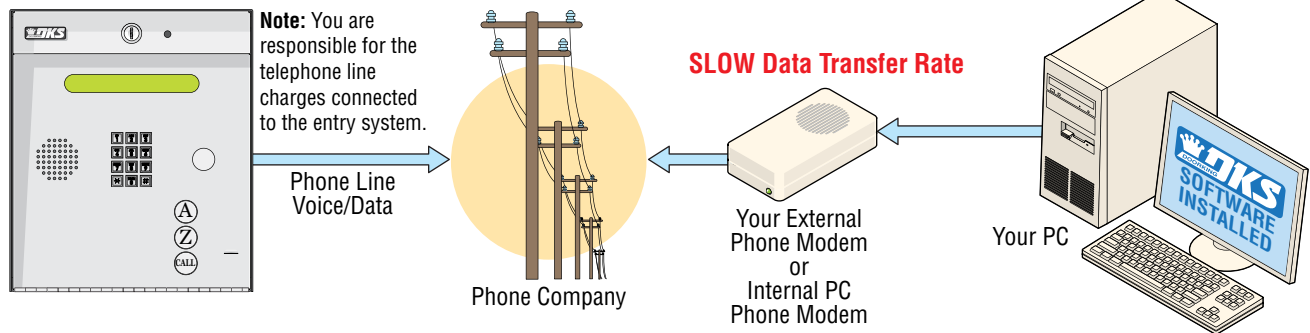 DKS
Note: You are
responsible for the
telephone line
charges connected
to the entry system.
A
Z
CALL
Phone Line
Voice/Data
Phone Company
SLOW Data Transfer Rate
Your External
Phone Modem
or
Internal PC
Phone Modem
Your PC
DOORKING
DKS
SOFTWARE
INSTALLED